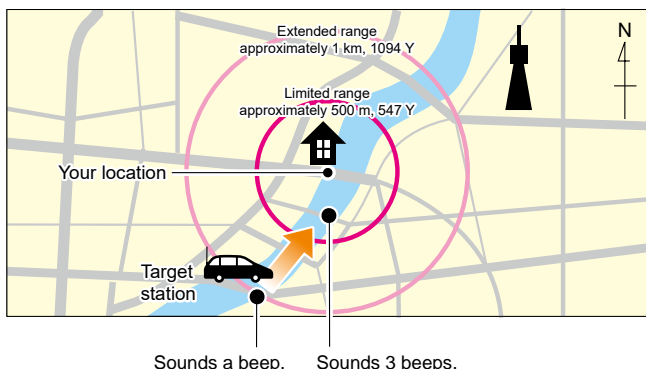 Extended range
approximately 1 km, 1094 Y
N
Limited range
approximately 500 m, 547 Y
Your location
Target
station
Sounds a beep.
Sounds 3 beeps.